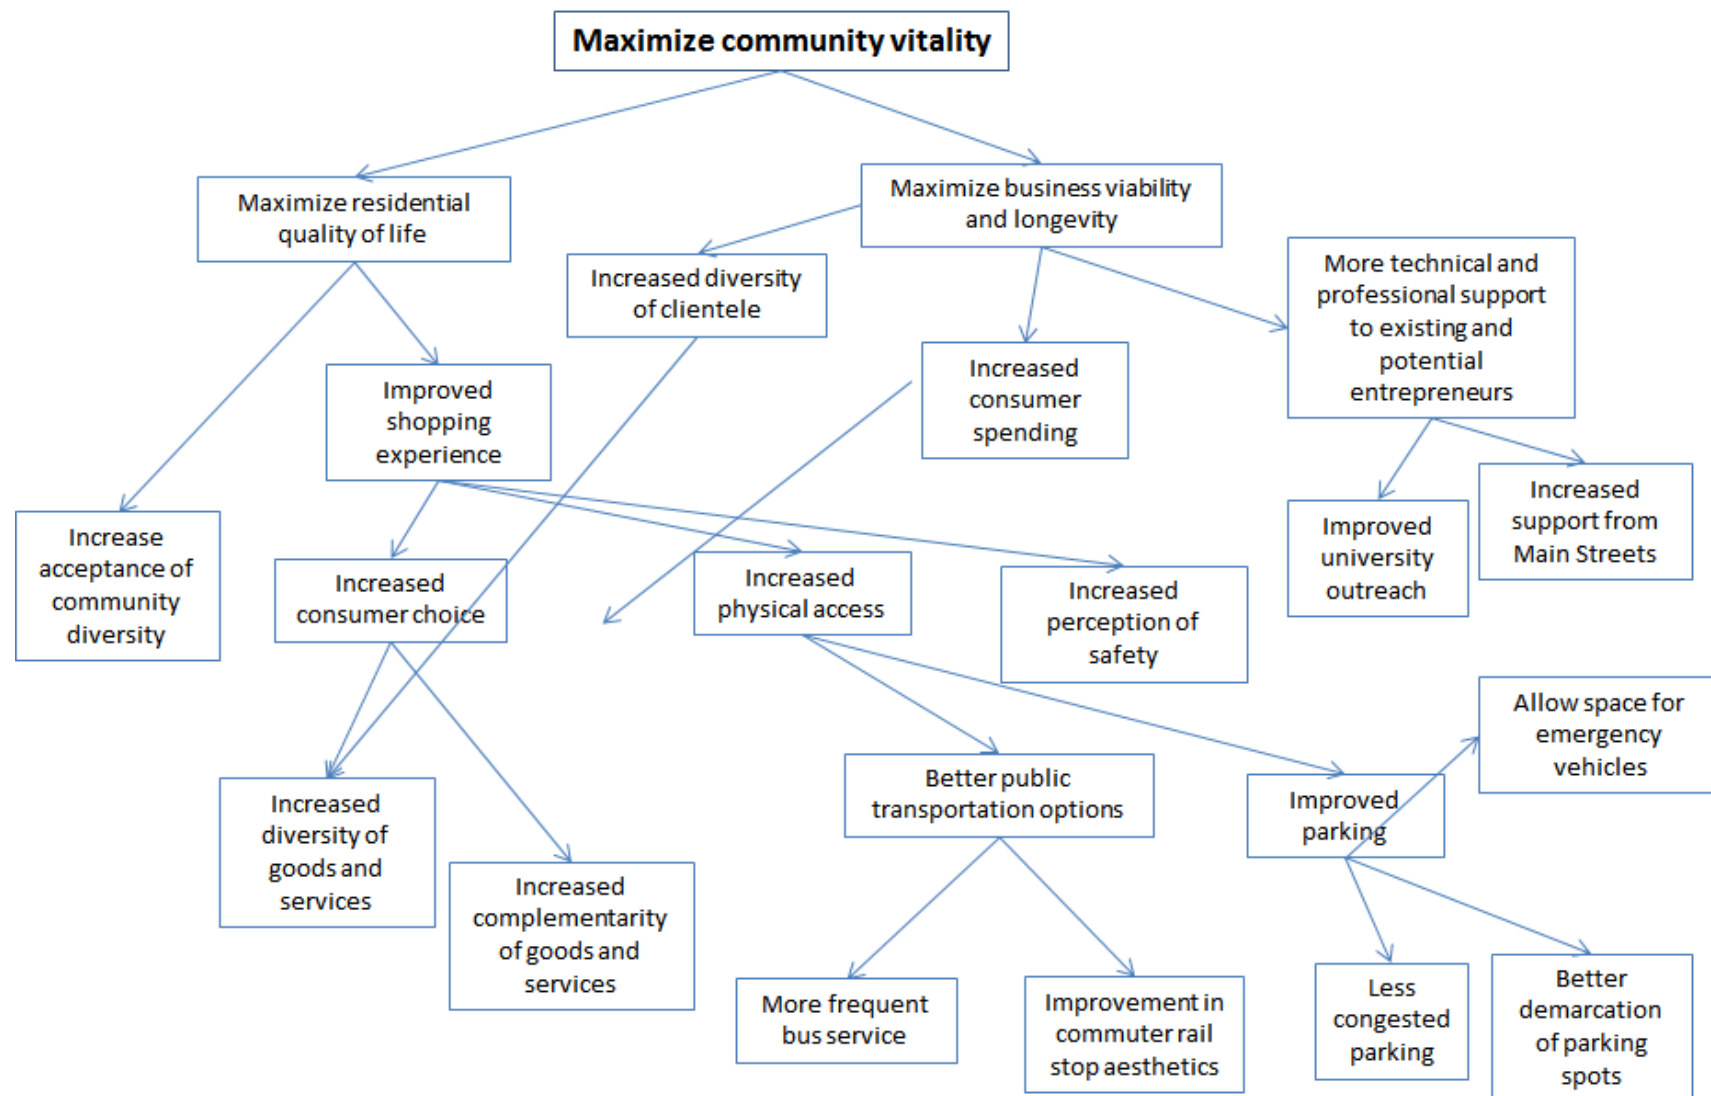 Maximize community vitality
Maximize residential
quality of life
Maximize business viability
and longevity
Increased diversity
of clientele
More technical and
professional support
to existing and
potential
entrepreneurs
Increased
consumer
spending
Improved
shopping
experience
Increased
support from
Main Streets
Improved
university
outreach
Increase
acceptance of
community
diversity
Increased
consumer choice
Increased
physical access
Increased
perception of
safety
Allow space for
emergency
vehicles
Better public
transportation options
Improved
parking
Increased
diversity of
goods and
services
Increased
complementarity
of goods and
services
More frequent
bus service
Improvement in
commuter rail
stop aesthetics
Less
congested
parking
Better
demarcation
of parking
spots